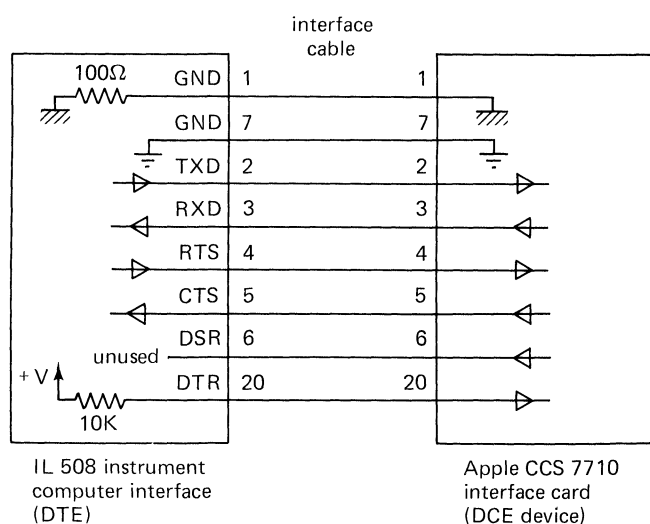 interface
cable
100Ω GND 1 1
GND 7 7
TXD 2 2
RXD 3 3
RTS 4 4
CTS 5 5
DSR 6 6
unused
+ V DTR 20 20
10K
IL 508 instrument
computer interface
(DTE)
Apple CCS 7710
interface card
(DCE device)